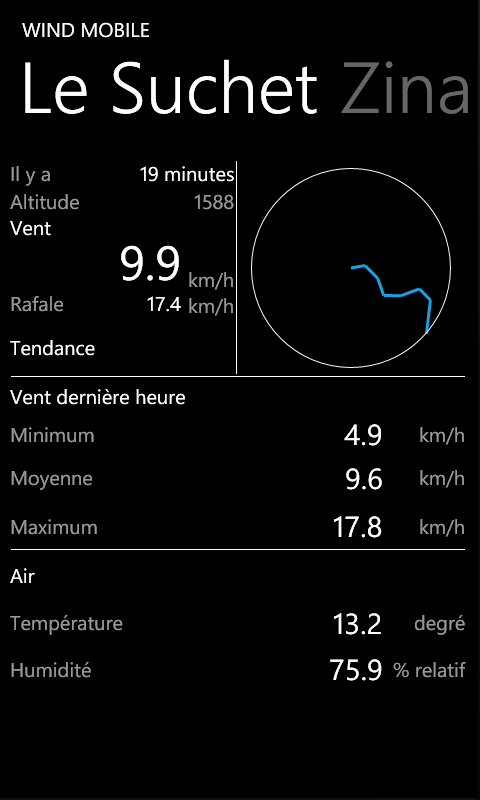 WIND MOBILE
Le Suchet Zina
Il y a 19 minutes
Altitude 1588
Vent
9.9 km/h
Rafale 17.4 km/h
Tendance
Vent dernière heure
Minimum 4.9 km/h
Moyenne 9.6 km/h
Maximum 17.8 km/h
Air
Température 13.2 degré
Humidité 75.9 % relatif